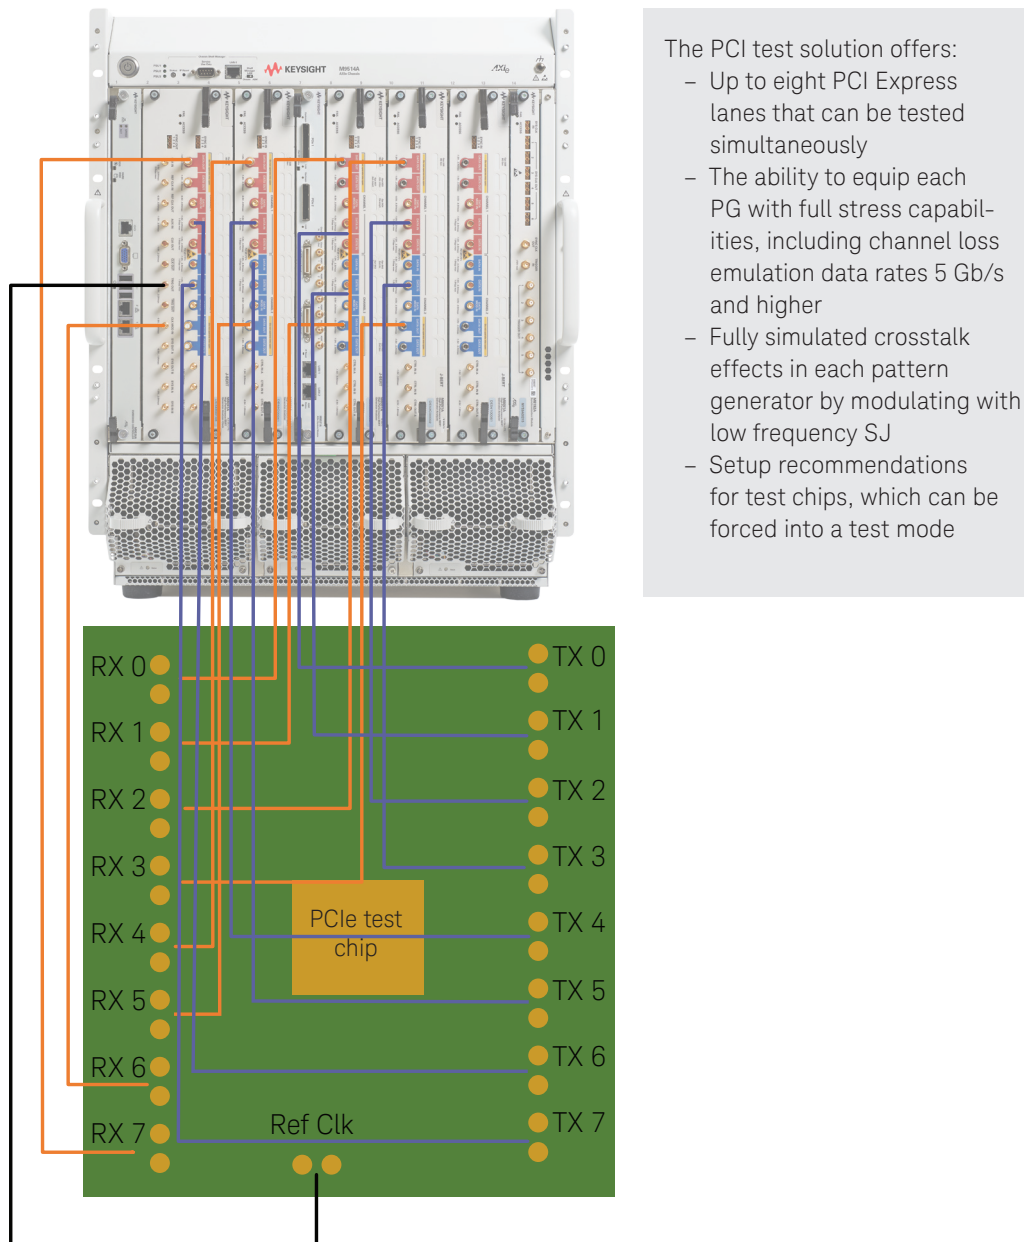 KEYSIGHT
M9514A
AXIe
The PCI test solution offers:
– Up to eight PCI Express
lanes that can be tested
simultaneously
– The ability to equip each
PG with full stress capabil-
ities, including channel loss
emulation data rates 5 Gb/s
and higher
– Fully simulated crosstalk
effects in each pattern
generator by modulating with
low frequency SJ
– Setup recommendations
for test chips, which can be
forced into a test mode
RX 0
RX 1
RX 2
RX 3
RX 4
RX 5
RX 6
RX 7
PCIe test
chip
Ref Clk
TX 0
TX 1
TX 2
TX 3
TX 4
TX 5
TX 6
TX 7